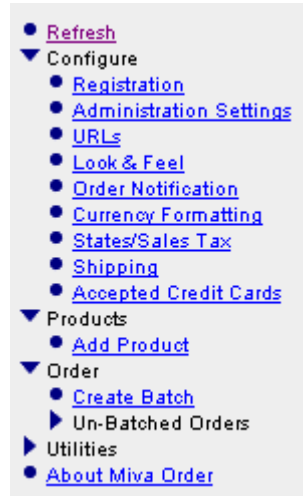 Refresh
Configure
Registration
Administration Settings
URLs
Look & Feel
Order Notification
Currency Formatting
States/Sales Tax
Shipping
Accepted Credit Cards
Products
Add Product
Order
Create Batch
Un-Batched Orders
Utilities
About Miva Order